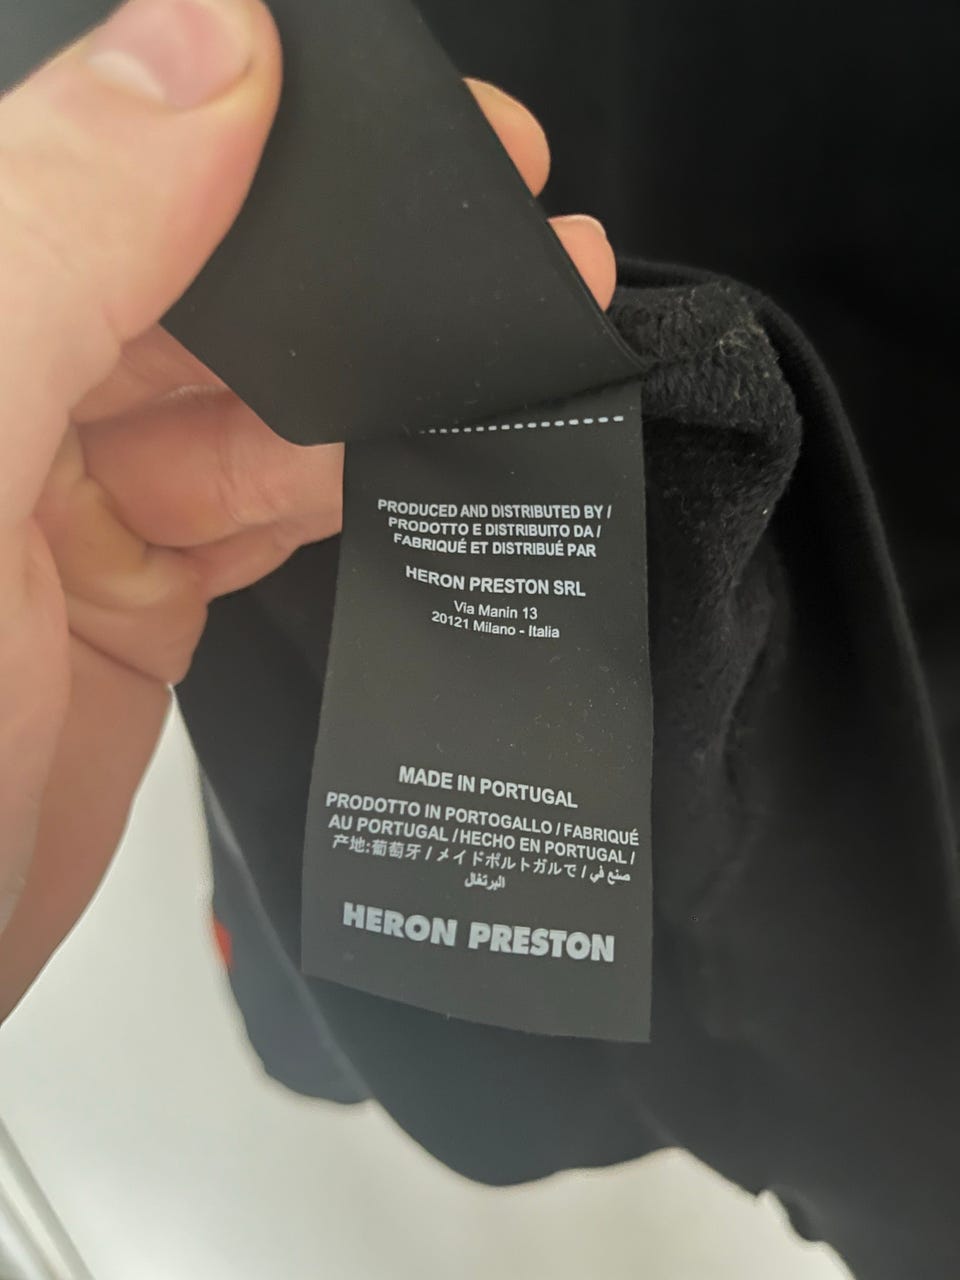 PRODUCED AND DISTRIBUTED BY /
PRODOTTO E DISTRIBUITO DA /
FABRIQUÉ ET DISTRIBUÉ PAR
HERON PRESTON SRL
Via Manin 13
20121 Milano - Italia
MADE IN PORTUGAL
PRODOTTO IN PORTOGALLO / FABRIQUÉ
AU PORTUGAL / HECHO EN PORTUGAL /
产地:葡萄牙 / メイドポルトガルで / صنع في
البرتغال
HERON PRESTON